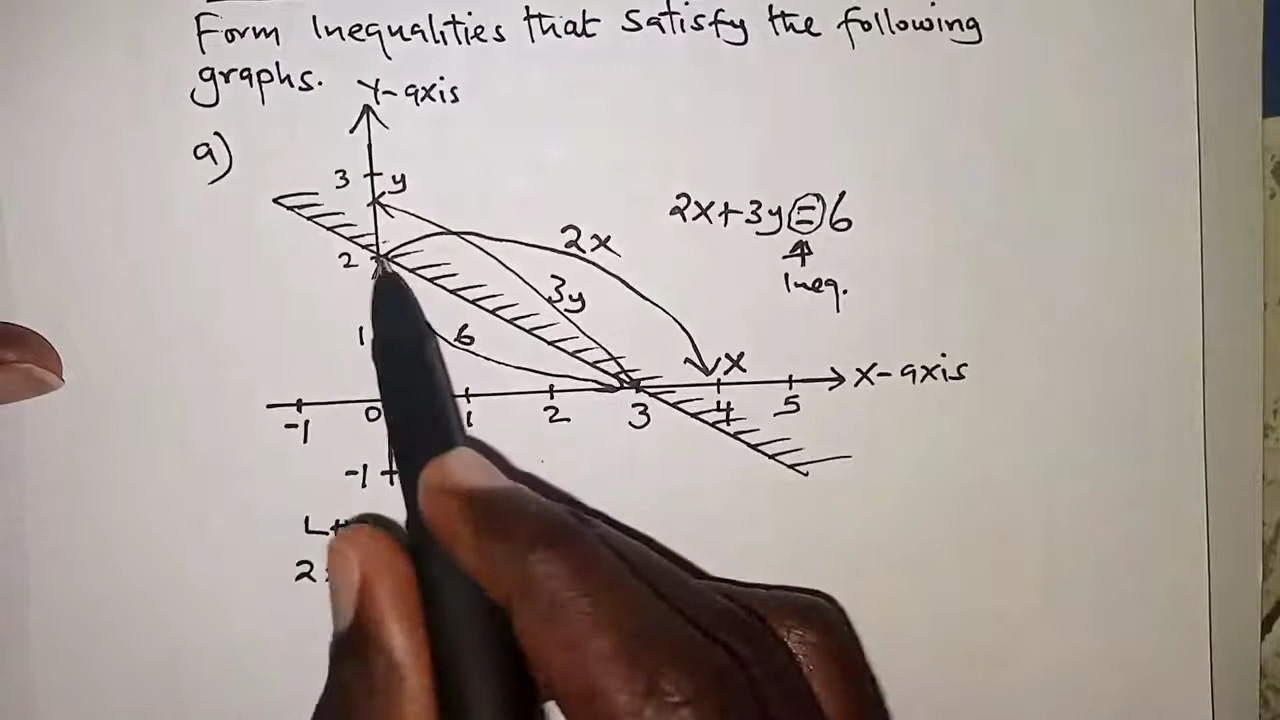 Form Inequalities that satisfy the following
graphs.
Y-axis
a)
3 y
2x+3y=6
2x
2
Ineq.
3y
1
6
x
X-axis
-1 0 1 2 3 4 5
-1
2